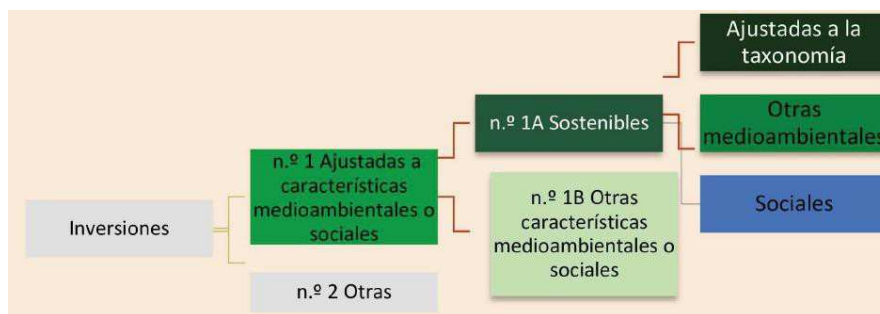 Ajustadas a la
taxonomía
n.º 1A Sostenibles
Otras
medioambientales
n.º 1 Ajustadas a
características
medioambientales o
sociales
n.º 1B Otras
características
medioambientales o
sociales
Sociales
Inversiones
n.º 2 Otras